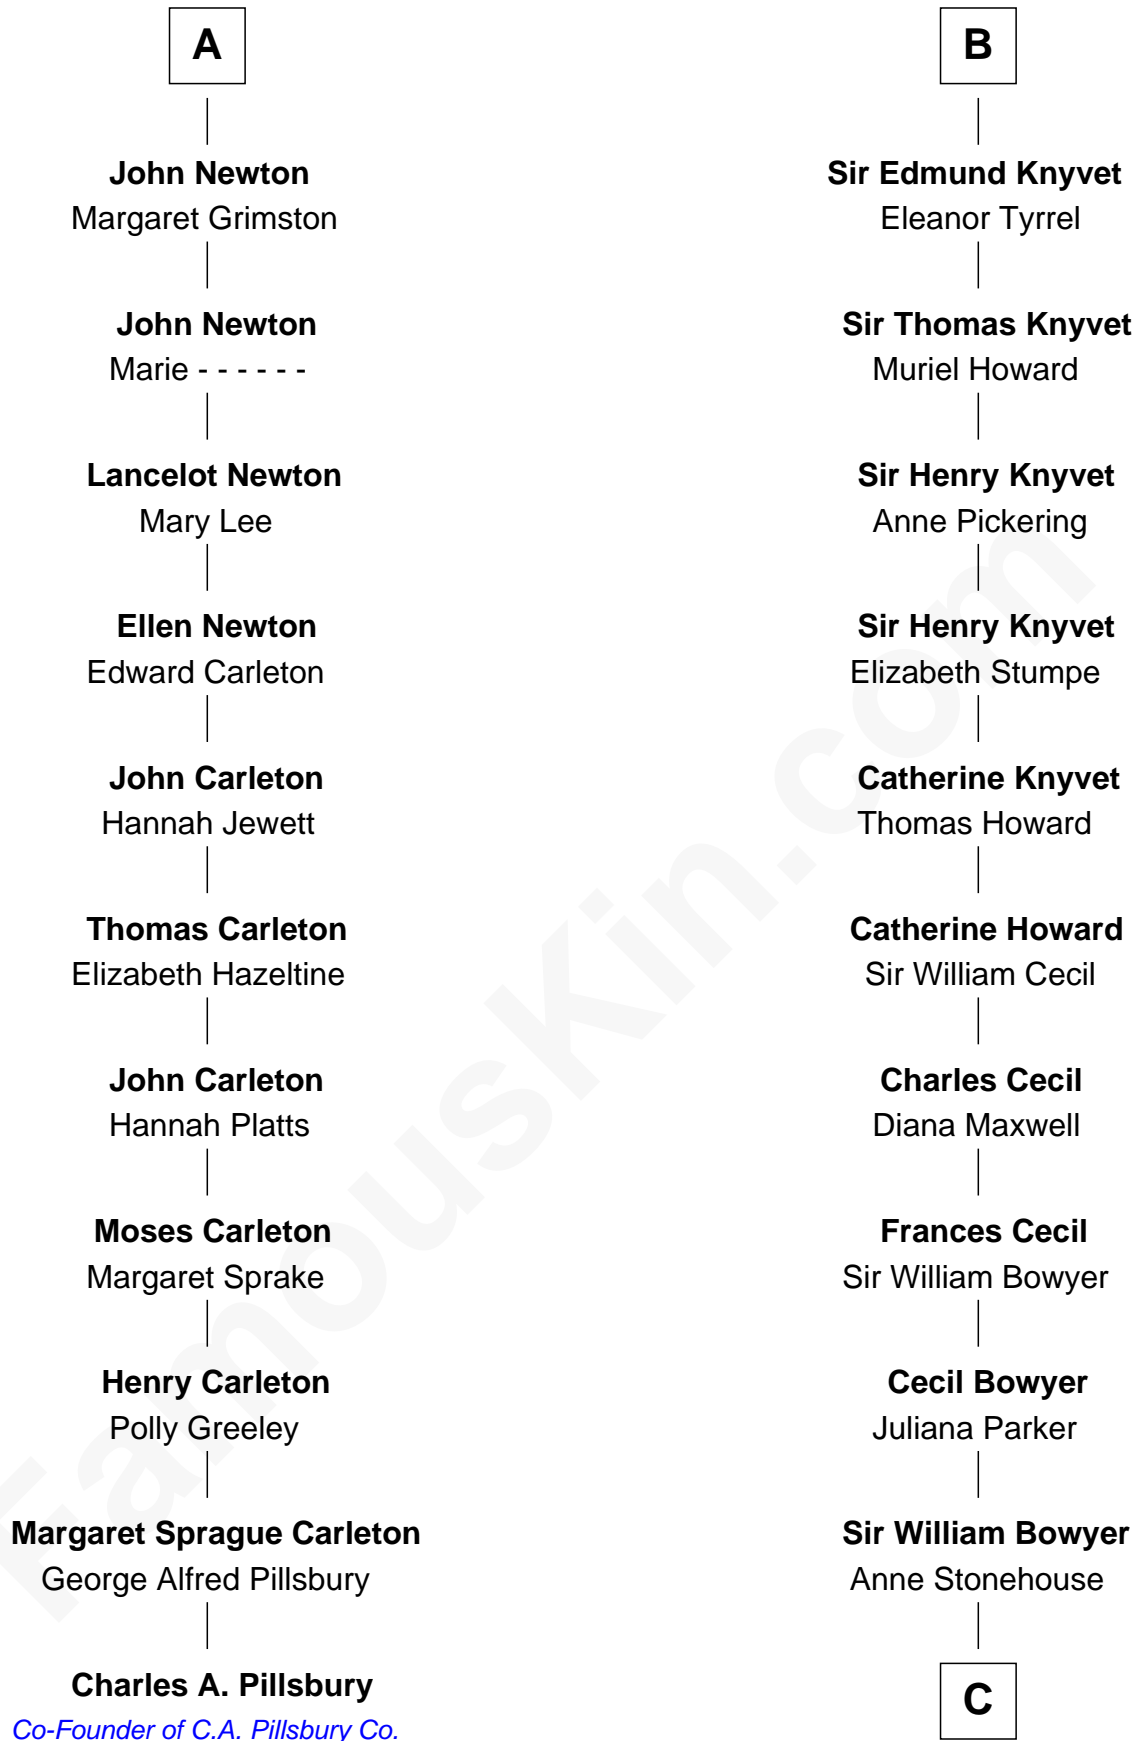 A
John Newton
Margaret Grimston
John Newton
Marie - - - - - -
Lancelot Newton
Mary Lee
Ellen Newton
Edward Carleton
John Carleton
Hannah Jewett
Thomas Carleton
Elizabeth Hazeltine
John Carleton
Hannah Platts
Moses Carleton
Margaret Sprake
Henry Carleton
Polly Greeley
Margaret Sprague Carleton
George Alfred Pillsbury
Charles A. Pillsbury
Co-Founder of C.A. Pillsbury Co.
B
Sir Edmund Knyvet
Eleanor Tyrrel
Sir Thomas Knyvet
Muriel Howard
Sir Henry Knyvet
Anne Pickering
Sir Henry Knyvet
Elizabeth Stumpe
Catherine Knyvet
Thomas Howard
Catherine Howard
Sir William Cecil
Charles Cecil
Diana Maxwell
Frances Cecil
Sir William Bowyer
Cecil Bowyer
Juliana Parker
Sir William Bowyer
Anne Stonehouse
C
FamousKin.com